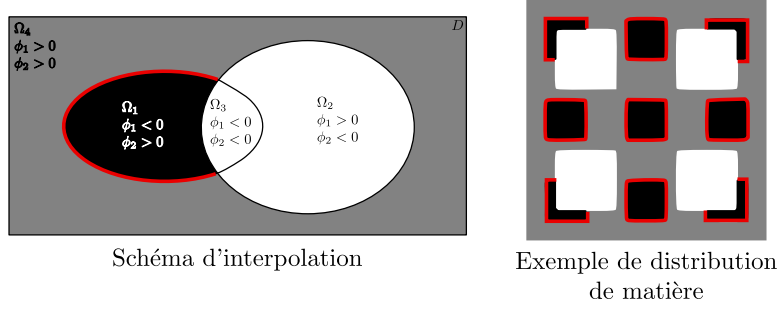 D
Ω₄
ϕ₁ > 0
ϕ₂ > 0
Ω₁
ϕ₁ < 0
ϕ₂ > 0
Ω₃
ϕ₁ < 0
ϕ₂ < 0
Ω₂
ϕ₁ > 0
ϕ₂ < 0
Schéma d'interpolation
Exemple de distribution
de matière